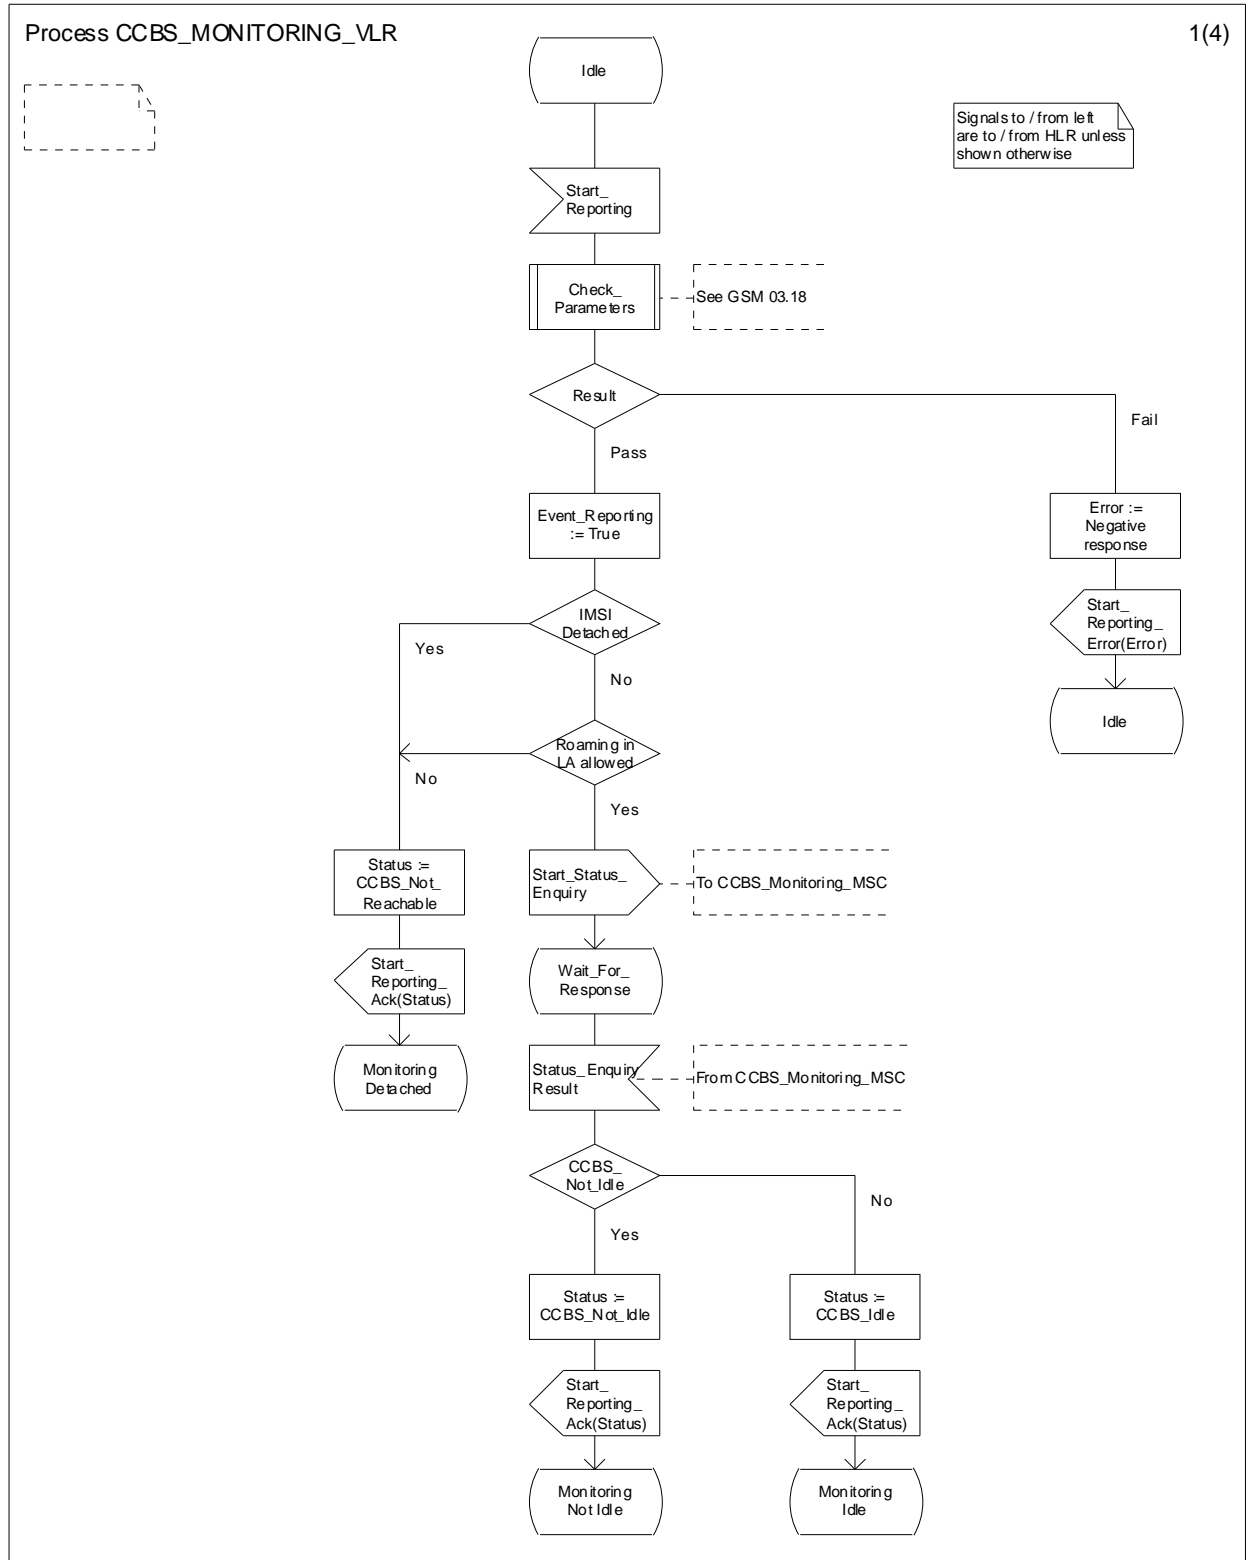 Process CCBS_MONITORING_VLR
1(4)
Idle
Signals to / from left
are to / from HLR unless
shown otherwise
Start_
Reporting
Check_
Parameters
See GSM 03.18
Result
Fail
Pass
Event_Reporting
:= True
Error :=
Negative
response
IMSI
Detached
Yes
No
Start_
Reporting_
Error(Error)
Idle
Roaming in
LA allowed
No
Yes
Status :=
CCBS_Not_
Reachable
Start_Status_
Enquiry
To CCBS_Monitoring_MSC
Start_
Reporting_
Ack(Status)
Wait_For_
Response
Monitoring
Detached
Status_Enquiry
Result
From CCBS_Monitoring_MSC
CCBS_
Not_Idle
No
Yes
Status :=
CCBS_Not_Idle
Status :=
CCBS_Idle
Start_
Reporting_
Ack(Status)
Start_
Reporting_
Ack(Status)
Monitoring
Not Idle
Monitoring
Idle